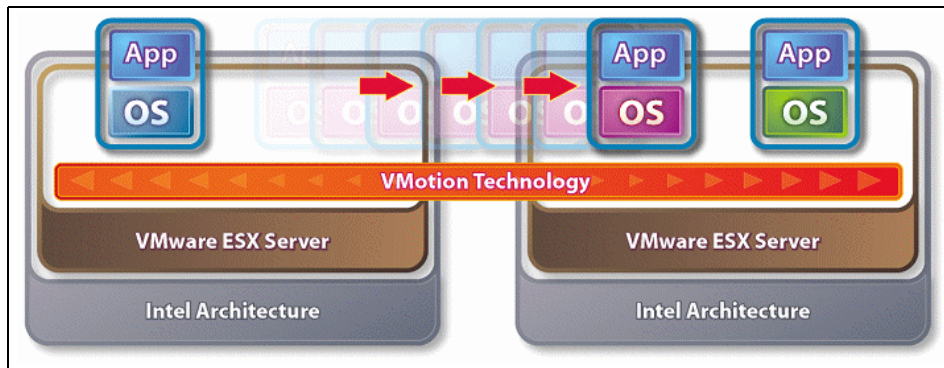 App
OS
App
OS
App
OS
VMotion Technology
VMware ESX Server
VMware ESX Server
Intel Architecture
Intel Architecture